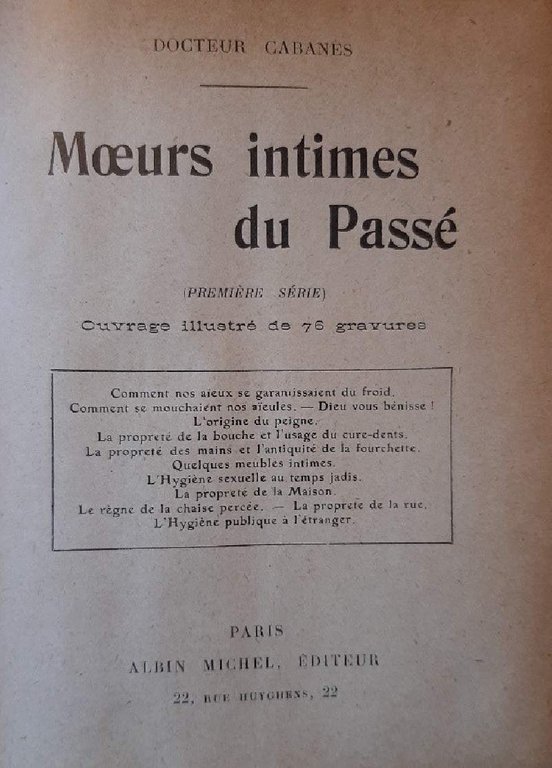 DOCTEUR CABANES
Mœurs intimes
du Passé
(PREMIÈRE SÉRIE)
Ouvrage illustré de 76 gravures
Comment nos aïeux se garantissaient du froid.
Comment se mouchaient nos aïeules. — Dieu vous bénisse !
L'origine du peigne.
La propreté de la bouche et l'usage du cure-dents.
La propreté des mains et l'antiquité de la fourchette.
Quelques meubles intimes.
L'Hygiène sexuelle au temps jadis.
La propreté de la Maison.
Le règne de la chaise percée. — La propreté de la rue.
L'Hygiène publique à l'étranger.
PARIS
ALBIN MICHEL, ÉDITEUR
22, RUE HUYGHENS, 22